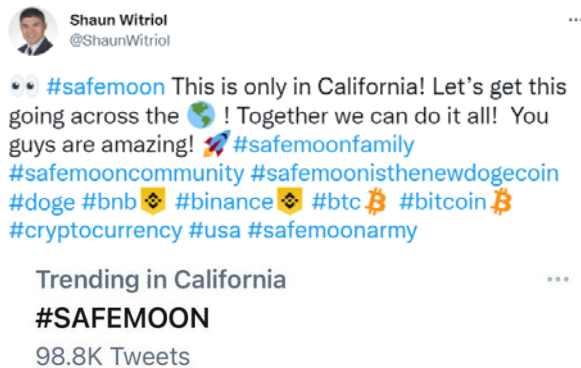 Shaun Witriol
@ShaunWitriol
👀 #safemoon This is only in California! Let’s get this
going across the 🌎 ! Together we can do it all!  You
guys are amazing! 🚀 #safemoonfamily
#safemooncommunity #safemoonisthenewdogecoin
#doge #bnb #binance #btc #bitcoin
#cryptocurrency #usa #safemoonarmy
Trending in California
#SAFEMOON
98.8K Tweets